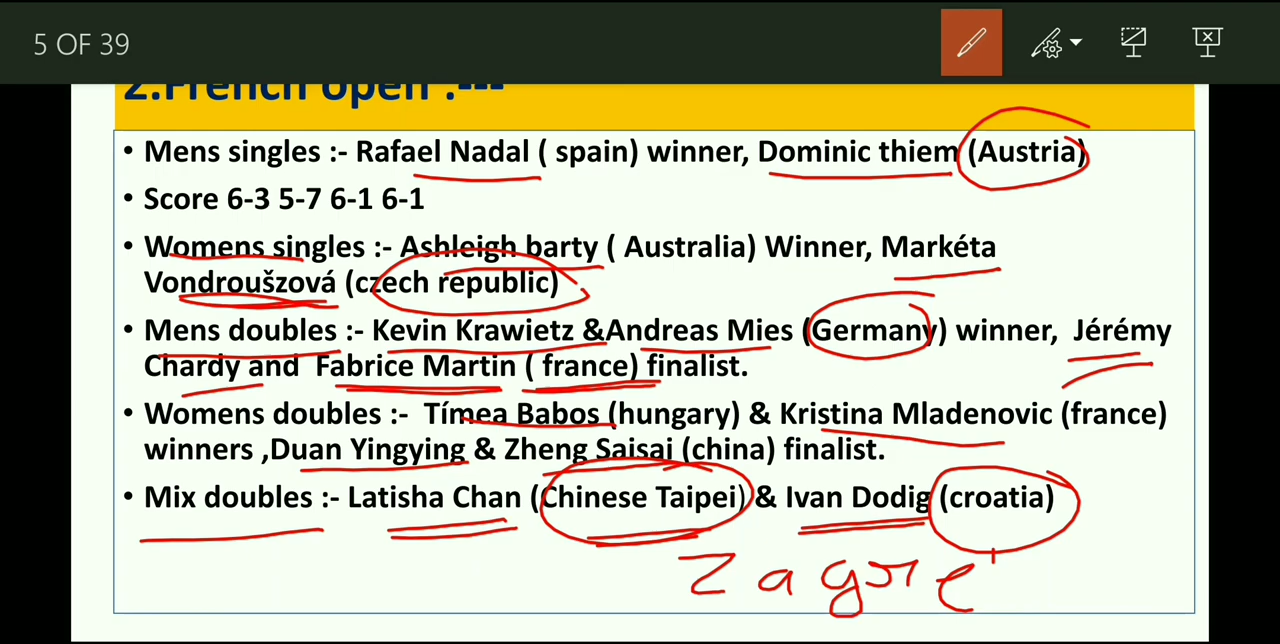 5 OF 39
2.French open :---
• Mens singles :- Rafael Nadal ( spain) winner, Dominic thiem (Austria)
• Score 6-3 5-7 6-1 6-1
• Womens singles :- Ashleigh barty ( Australia) Winner, Markéta
Vondroušzová (czech republic)
• Mens doubles :- Kevin Krawietz &Andreas Mies (Germany) winner, Jérémy
Chardy and Fabrice Martin ( france) finalist.
• Womens doubles :- Tímea Babos (hungary) & Kristina Mladenovic (france)
winners ,Duan Yingying & Zheng Saisai (china) finalist.
• Mix doubles :- Latisha Chan (Chinese Taipei) & Ivan Dodig (croatia)
Zagre